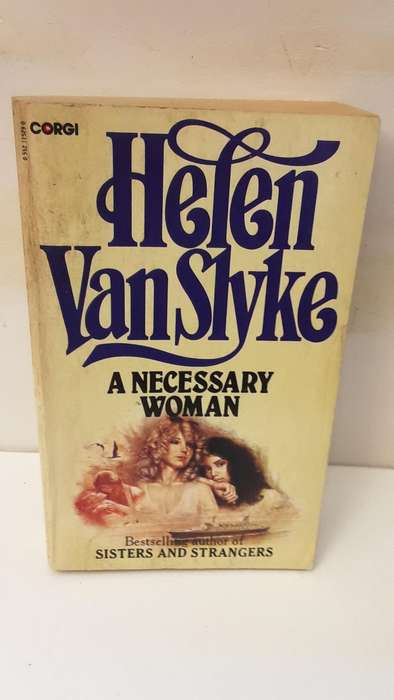 CORGI
Helen
Van Slyke
A NECESSARY
WOMAN
Bestselling author of
SISTERS AND STRANGERS